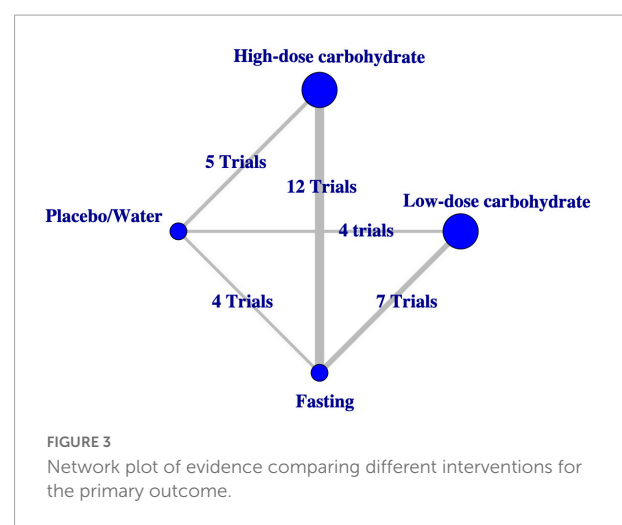 High-dose carbohydrate
5 Trials
12 Trials
Low-dose carbohydrate
Placebo/Water
4 trials
4 Trials
7 Trials
Fasting
FIGURE 3
Network plot of evidence comparing different interventions for
the primary outcome.